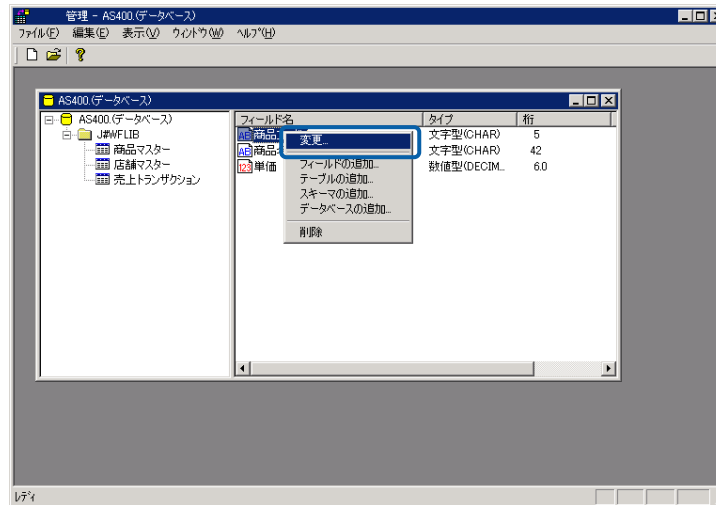 管理 - AS400.(データベース)
ファイル(F) 編集(E) 表示(V) ウィンドウ(W) ヘルプ(H)
AS400.(データベース)
AS400.(データベース)
J#WFLIB
商品マスター
店舗マスター
売上トランザクション
フィールド名 タイプ 桁
商品 文字型(CHAR) 5
商品 文字型(CHAR) 42
単価 数値型(DECIM... 6.0
変更...
フィールドの追加...
テーブルの追加...
スキーマの追加...
データベースの追加...
削除
レディ